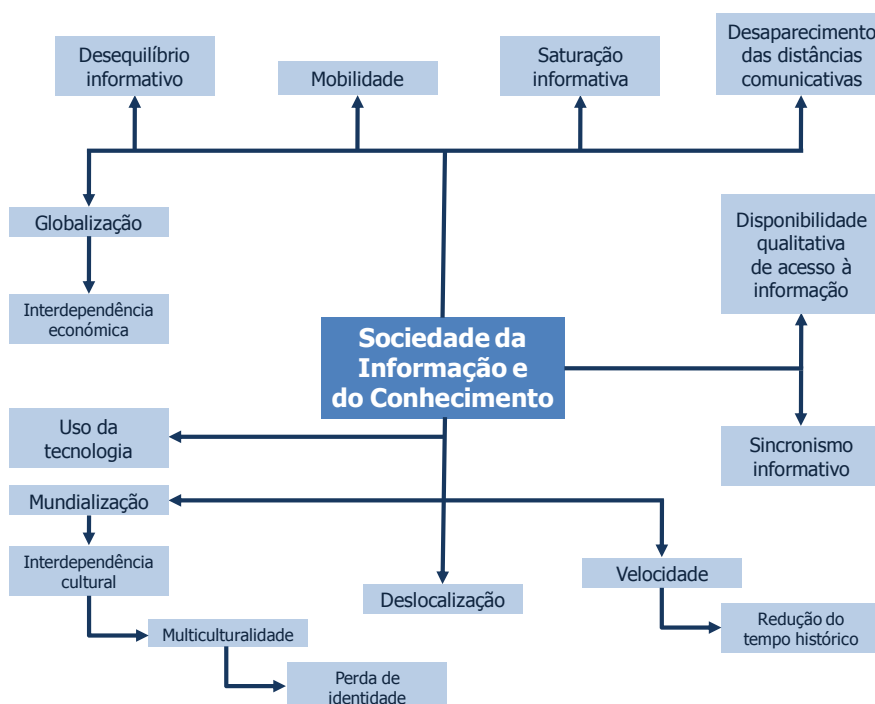 Desequilíbrio
informativo
Mobilidade
Saturação
informativa
Desaparecimento
das distâncias
comunicativas
Globalização
Disponibilidade
qualitativa
de acesso à
informação
Interdependência
económica
Sociedade da
Informação e
do Conhecimento
Uso da
tecnologia
Sincronismo
informativo
Mundialização
Interdependência
cultural
Deslocalização
Velocidade
Multiculturalidade
Redução do
tempo histórico
Perda de
identidade